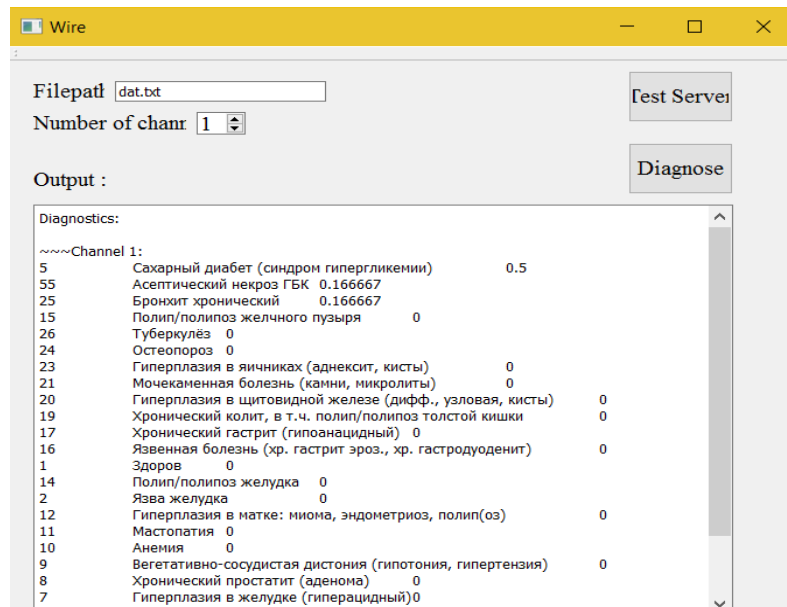 Wire
Filepath dat.txt
Test Server
Number of chann 1
Diagnose
Output :
Diagnostics:
~~~Channel 1:
5 Сахарный диабет (синдром гипергликемии) 0.5
55 Асептический некроз ГБК 0.166667
25 Бронхит хронический 0.166667
15 Полип/полипоз желчного пузыря 0
26 Туберкулёз 0
24 Остеопороз 0
23 Гиперплазия в яичниках (аднексит, кисты) 0
21 Мочекаменная болезнь (камни, микролиты) 0
20 Гиперплазия в щитовидной железе (дифф., узловая, кисты) 0
19 Хронический колит, в т.ч. полип/полипоз толстой кишки 0
17 Хронический гастрит (гипоанацидный) 0
16 Язвенная болезнь (хр. гастрит эроз., хр. гастродуоденит) 0
1 Здоров 0
14 Полип/полипоз желудка 0
2 Язва желудка 0
12 Гиперплазия в матке: миома, эндометриоз, полип(оз) 0
11 Мастопатия 0
10 Анемия 0
9 Вегетативно-сосудистая дистония (гипотония, гипертензия) 0
8 Хронический простатит (аденома) 0
7 Гиперплазия в желудке (гиперацидный) 0